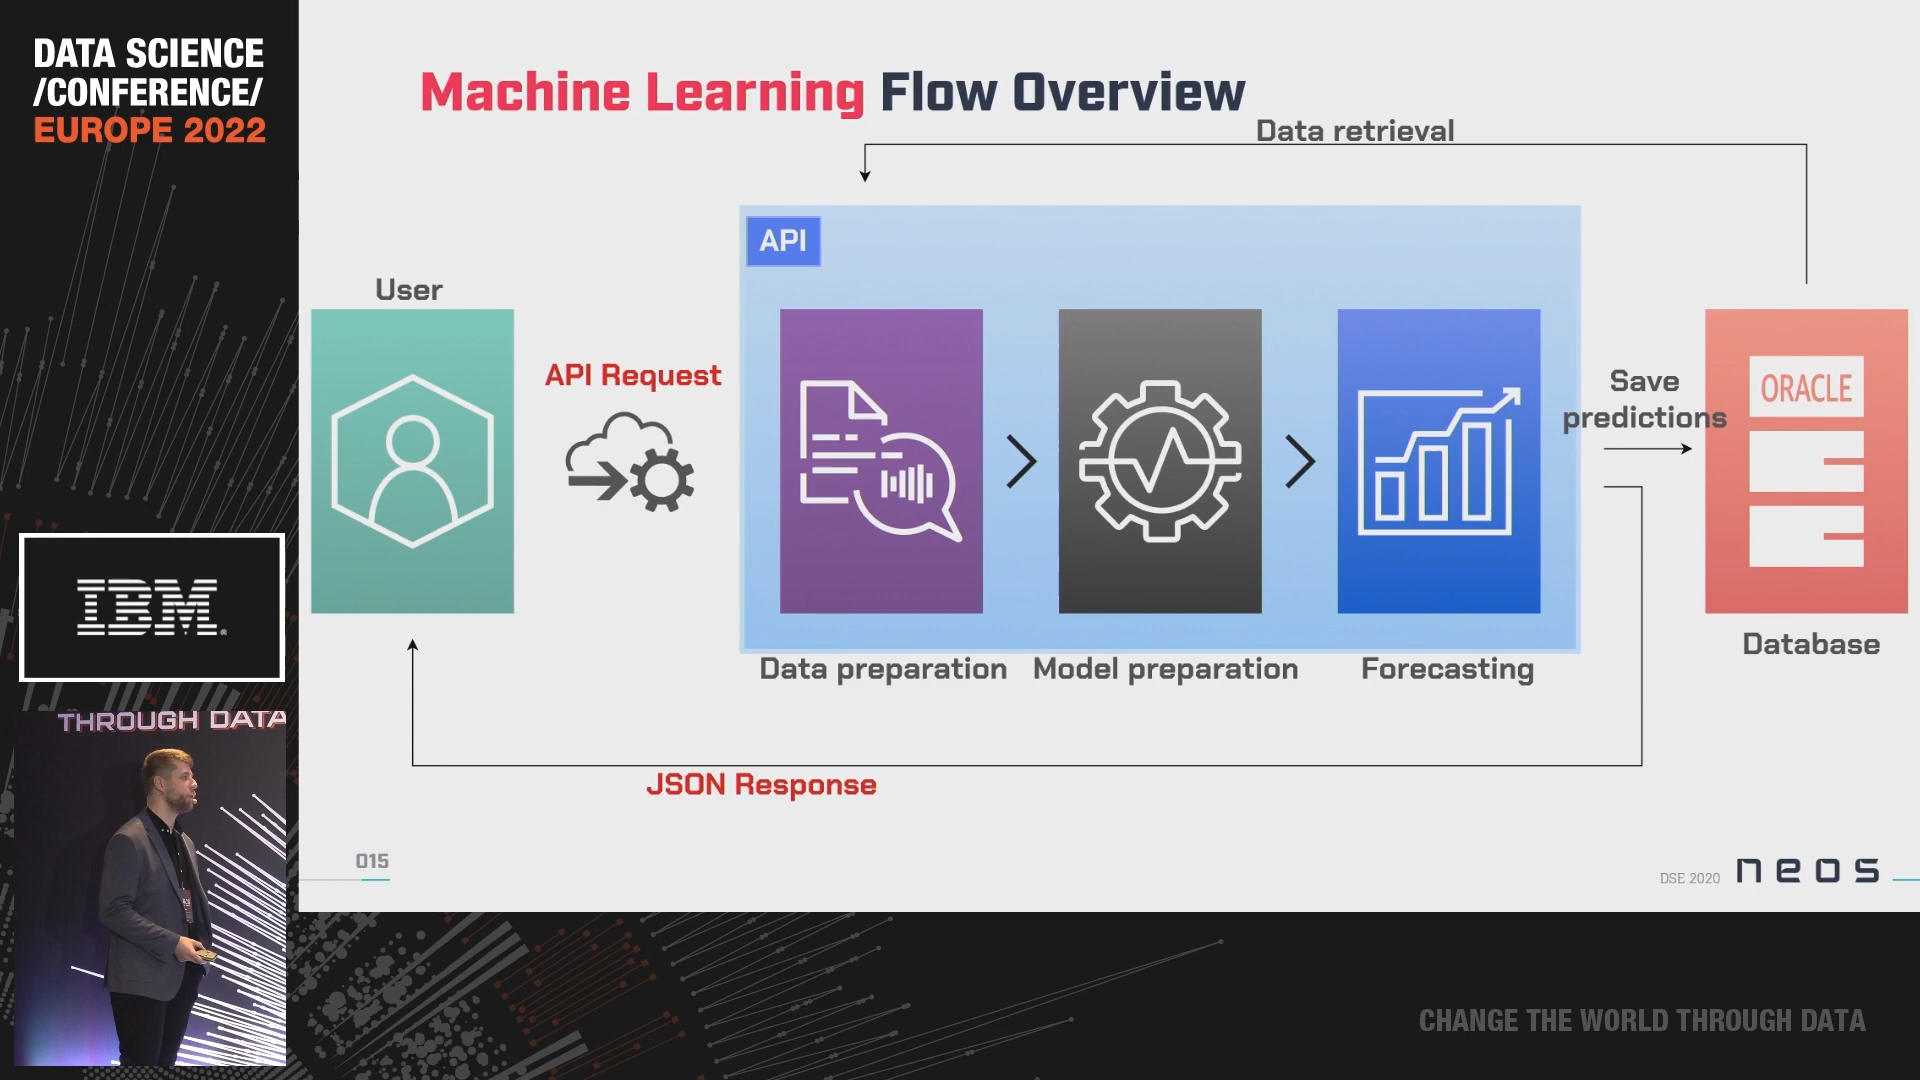 DATA SCIENCE
/CONFERENCE/
EUROPE 2022
IBM
THROUGH DATA
Machine Learning Flow Overview
Data retrieval
API
User
API Request
Save
predictions
ORACLE
Data preparation
Model preparation
Forecasting
Database
JSON Response
015
DSE 2020
neos
CHANGE THE WORLD THROUGH DATA